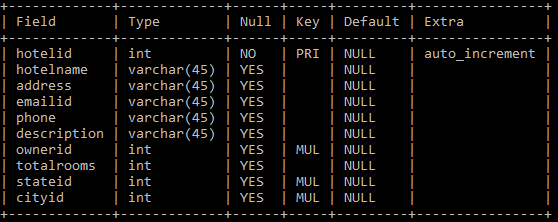 +-------------+-------------+------+-----+---------+----------------+
| Field       | Type        | Null | Key | Default | Extra          |
+-------------+-------------+------+-----+---------+----------------+
| hotelid     | int         | NO   | PRI | NULL    | auto_increment |
| hotelname   | varchar(45) | YES  |     | NULL    |                |
| address     | varchar(45) | YES  |     | NULL    |                |
| emailid     | varchar(45) | YES  |     | NULL    |                |
| phone       | varchar(45) | YES  |     | NULL    |                |
| description | varchar(45) | YES  |     | NULL    |                |
| ownerid     | int         | YES  | MUL | NULL    |                |
| totalrooms  | int         | YES  |     | NULL    |                |
| stateid     | int         | YES  | MUL | NULL    |                |
| cityid      | int         | YES  | MUL | NULL    |                |
+-------------+-------------+------+-----+---------+----------------+